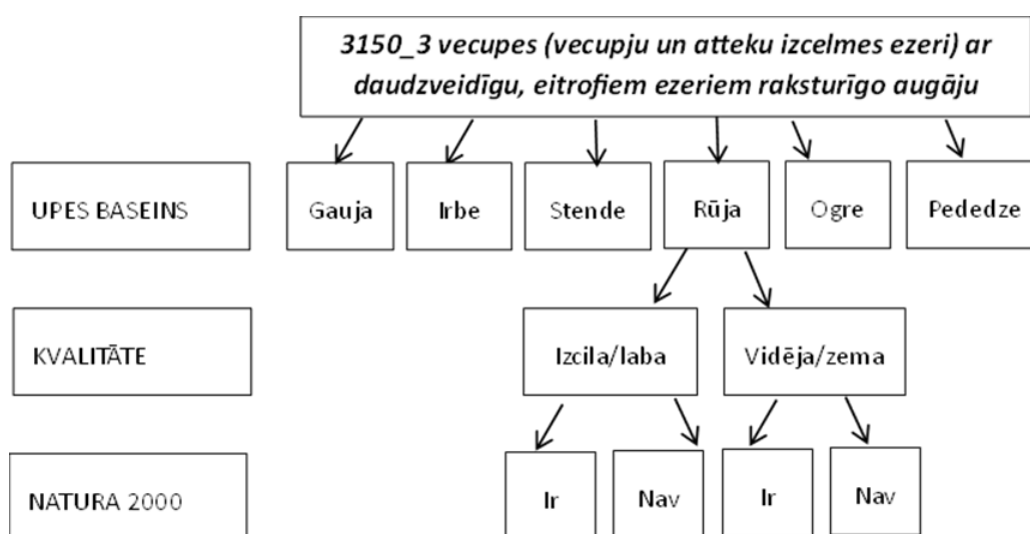 3150_3 vecupes (vecupju un atteku izcelmes ezeri) ar
daudzveidīgu, eitrofiem ezeriem raksturīgo augāju
UPES BASEINS
Gauja
Irbe
Stende
Rūja
Ogre
Pededze
KVALITĀTE
Izcila/laba
Vidēja/zema
NATURA 2000
Ir
Nav
Ir
Nav